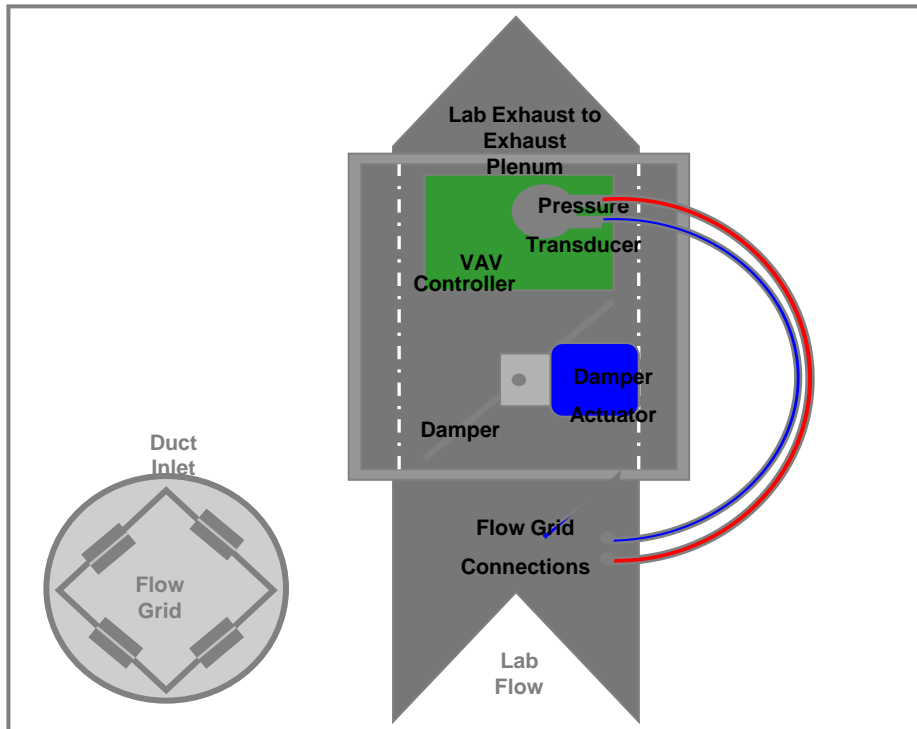 Lab Exhaust to
Exhaust
Plenum
Pressure
Transducer
VAV
Controller
Damper
Actuator
Damper
Duct
Inlet
Flow Grid
Connections
Flow
Grid
Lab
Flow